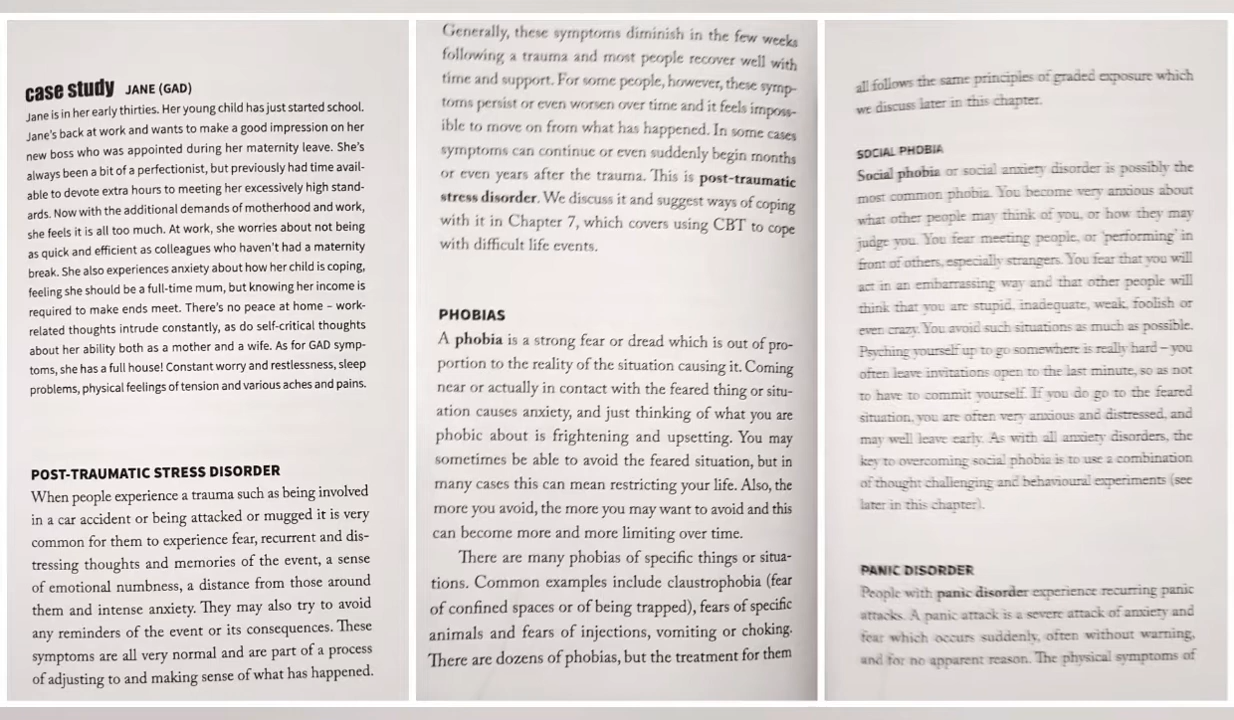 case study JANE (GAD)
Jane is in her early thirties. Her young child has just started school.
Jane's back at work and wants to make a good impression on her
new boss who was appointed during her maternity leave. She's
always been a bit of a perfectionist, but previously had time avail-
able to devote extra hours to meeting her excessively high stand-
ards. Now with the additional demands of motherhood and work,
she feels it is all too much. At work, she worries about not being
as quick and efficient as colleagues who haven't had a maternity
break. She also experiences anxiety about how her child is coping,
feeling she should be a full-time mum, but knowing her income is
required to make ends meet. There's no peace at home – work-
related thoughts intrude constantly, as do self-critical thoughts
about her ability both as a mother and a wife. As for GAD symp-
toms, she has a full house! Constant worry and restlessness, sleep
problems, physical feelings of tension and various aches and pains.
POST-TRAUMATIC STRESS DISORDER
When people experience a trauma such as being involved
in a car accident or being attacked or mugged it is very
common for them to experience fear, recurrent and dis-
tressing thoughts and memories of the event, a sense
of emotional numbness, a distance from those around
them and intense anxiety. They may also try to avoid
any reminders of the event or its consequences. These
symptoms are all very normal and are part of a process
of adjusting to and making sense of what has happened.
Generally, these symptoms diminish in the few weeks
following a trauma and most people recover well with
time and support. For some people, however, these symp-
toms persist or even worsen over time and it feels imposs-
ible to move on from what has happened. In some cases
symptoms can continue or even suddenly begin months
or even years after the trauma. This is post-traumatic
stress disorder. We discuss it and suggest ways of coping
with it in Chapter 7, which covers using CBT to cope
with difficult life events.
PHOBIAS
A phobia is a strong fear or dread which is out of pro-
portion to the reality of the situation causing it. Coming
near or actually in contact with the feared thing or situ-
ation causes anxiety, and just thinking of what you are
phobic about is frightening and upsetting. You may
sometimes be able to avoid the feared situation, but in
many cases this can mean restricting your life. Also, the
more you avoid, the more you may want to avoid and this
can become more and more limiting over time.
There are many phobias of specific things or situa-
tions. Common examples include claustrophobia (fear
of confined spaces or of being trapped), fears of specific
animals and fears of injections, vomiting or choking.
There are dozens of phobias, but the treatment for them
all follows the same principles of graded exposure which
we discuss later in this chapter.
SOCIAL PHOBIA
Social phobia or social anxiety disorder is possibly the
most common phobia. You become very anxious about
what other people may think of you, or how they may
judge you. You fear meeting people, or 'performing' in
front of others, especially strangers. You fear that you will
act in an embarrassing way and that other people will
think that you are stupid, inadequate, weak, foolish or
even crazy. You avoid such situations as much as possible.
Psyching yourself up to go somewhere is really hard – you
often leave invitations open to the last minute, so as not
to have to commit yourself. If you do go to the feared
situation, you are often very anxious and distressed, and
may well leave early. As with all anxiety disorders, the
key to overcoming social phobia is to use a combination
of thought challenging and behavioural experiments (see
later in this chapter).
PANIC DISORDER
People with panic disorder experience recurring panic
attacks. A panic attack is a severe attack of anxiety and
fear which occurs suddenly, often without warning,
and for no apparent reason. The physical symptoms of